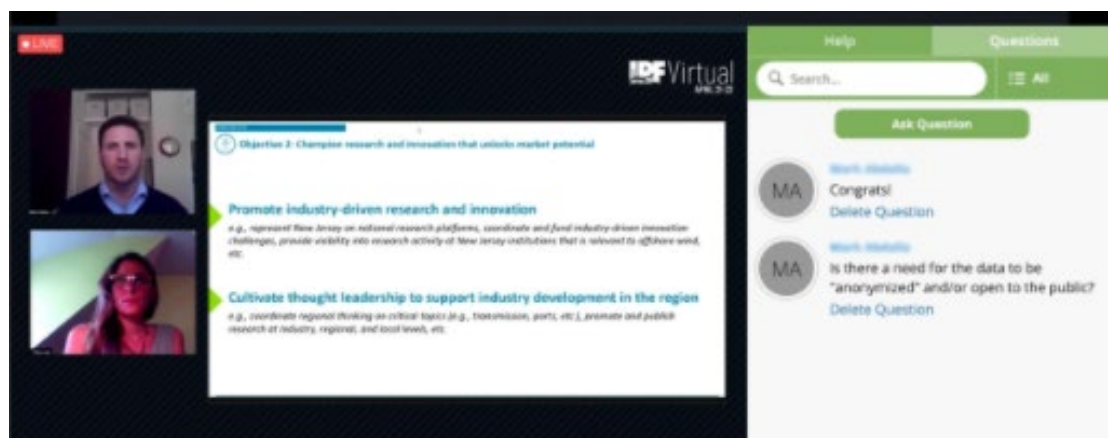 LIVE
IPF Virtual
Objective 2: Champion research and innovation that unlocks market potential
Promote industry-driven research and innovation
e.g., represent New Jersey on national research platforms, coordinate and fund industry-driven innovation
challenges, provide visibility into research activity at New Jersey institutions that is relevant to offshore wind,
etc.
Cultivate thought leadership to support industry development in the region
e.g., coordinate regional thinking on critical topics (e.g., transmission, ports, etc.), promote and publish
research at industry, regional, and local levels, etc.
Help
Questions
Search...
All
Ask Question
MA
Congrats!
Delete Question
MA
Is there a need for the data to be
"anonymized" and/or open to the public?
Delete Question